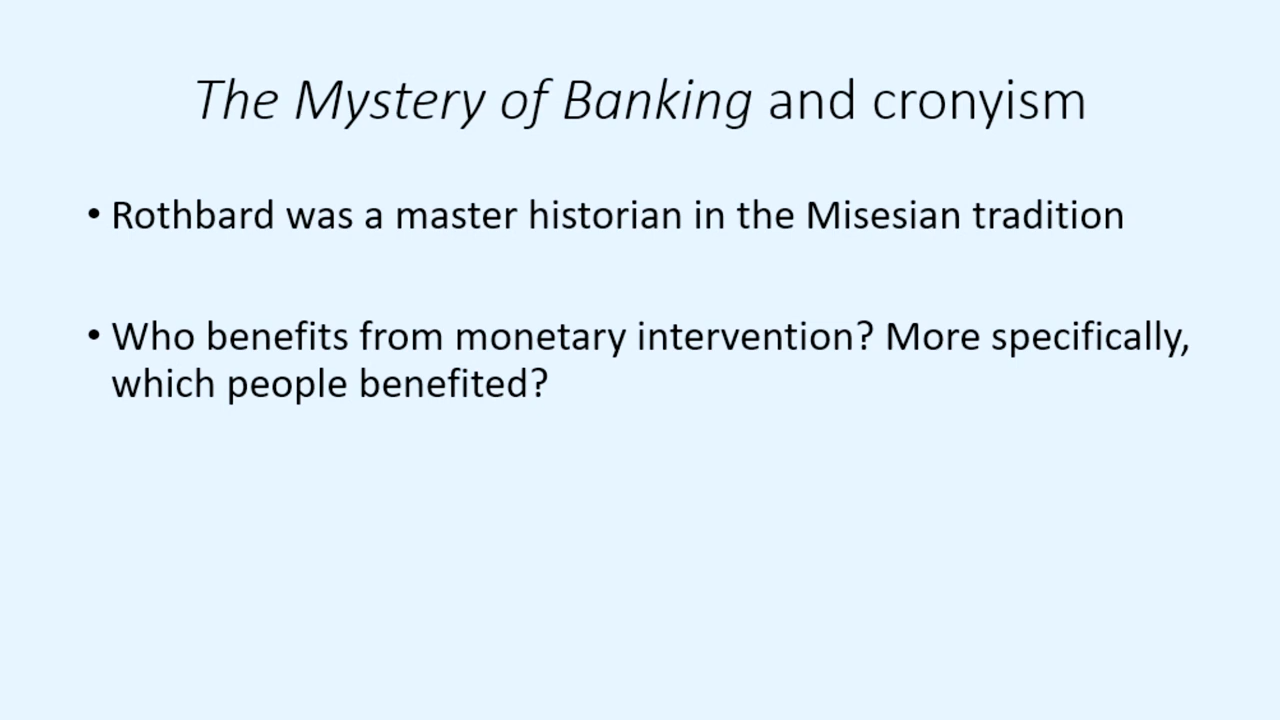 The Mystery of Banking and cronyism
• Rothbard was a master historian in the Misesian tradition
• Who benefits from monetary intervention? More specifically,
which people benefited?